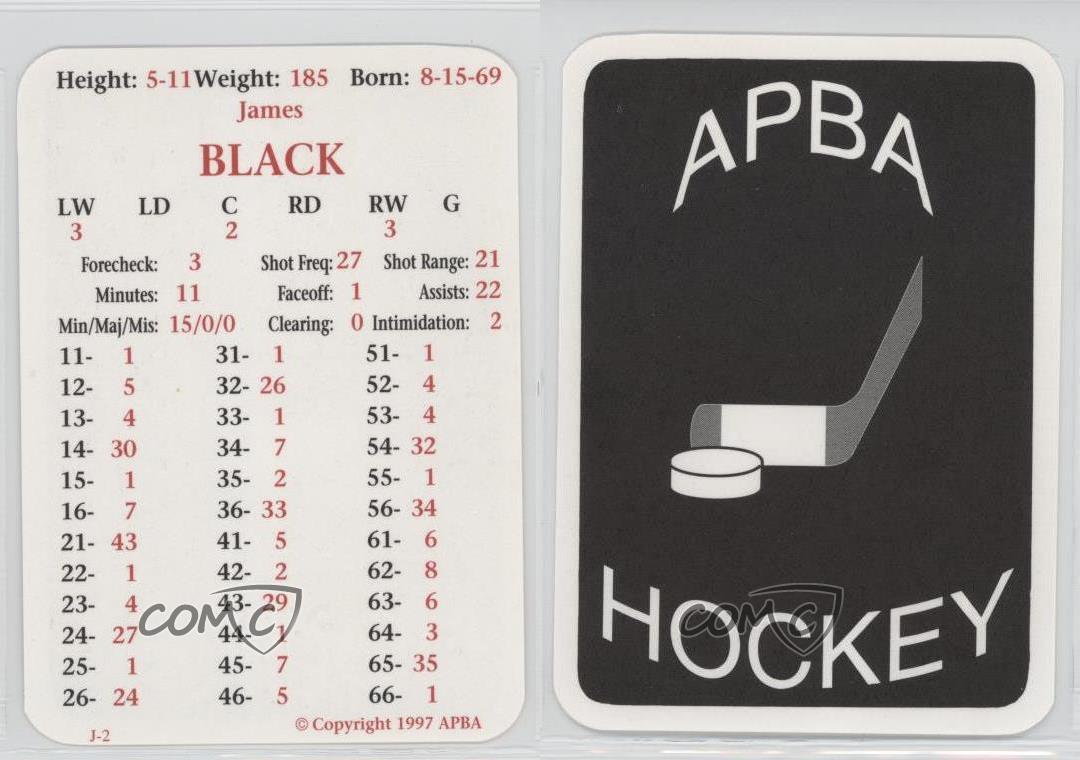 Height: 5-11 Weight: 185 Born: 8-15-69
James
BLACK
LW LD C RD RW G
3 2 3
Forecheck: 3 Shot Freq: 27 Shot Range: 21
Minutes: 11 Faceoff: 1 Assists: 22
Min/Maj/Mis: 15/0/0 Clearing: 0 Intimidation: 2
11- 1 31- 1 51- 1
12- 5 32- 26 52- 4
13- 4 33- 1 53- 4
14- 30 34- 7 54- 32
15- 1 35- 2 55- 1
16- 7 36- 33 56- 34
21- 43 41- 5 61- 6
22- 1 42- 2 62- 8
23- 4 43- 29 63- 6
24- 27 44- 1 64- 3
25- 1 45- 7 65- 35
26- 24 46- 5 66- 1
J-2 © Copyright 1997 APBA
COMC
APBA
HOCKEY
COMC